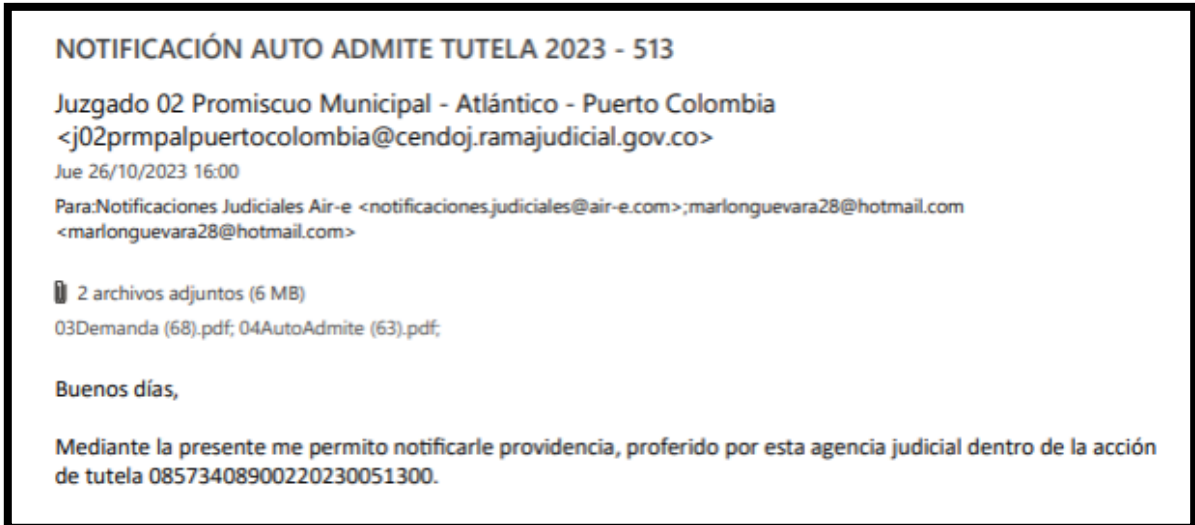 NOTIFICACIÓN AUTO ADMITE TUTELA 2023 - 513
Juzgado 02 Promiscuo Municipal - Atlántico - Puerto Colombia
<j02prmpalpuertocolombia@cendoj.ramajudicial.gov.co>
Jue 26/10/2023 16:00
Para:Notificaciones Judiciales Air-e <notificaciones.judiciales@air-e.com>;marlonguevara28@hotmail.com
<marlonguevara28@hotmail.com>
2 archivos adjuntos (6 MB)
03Demanda (68).pdf; 04AutoAdmite (63).pdf;
Buenos días,
Mediante la presente me permito notificarle providencia, proferido por esta agencia judicial dentro de la acción
de tutela 08573408900220230051300.